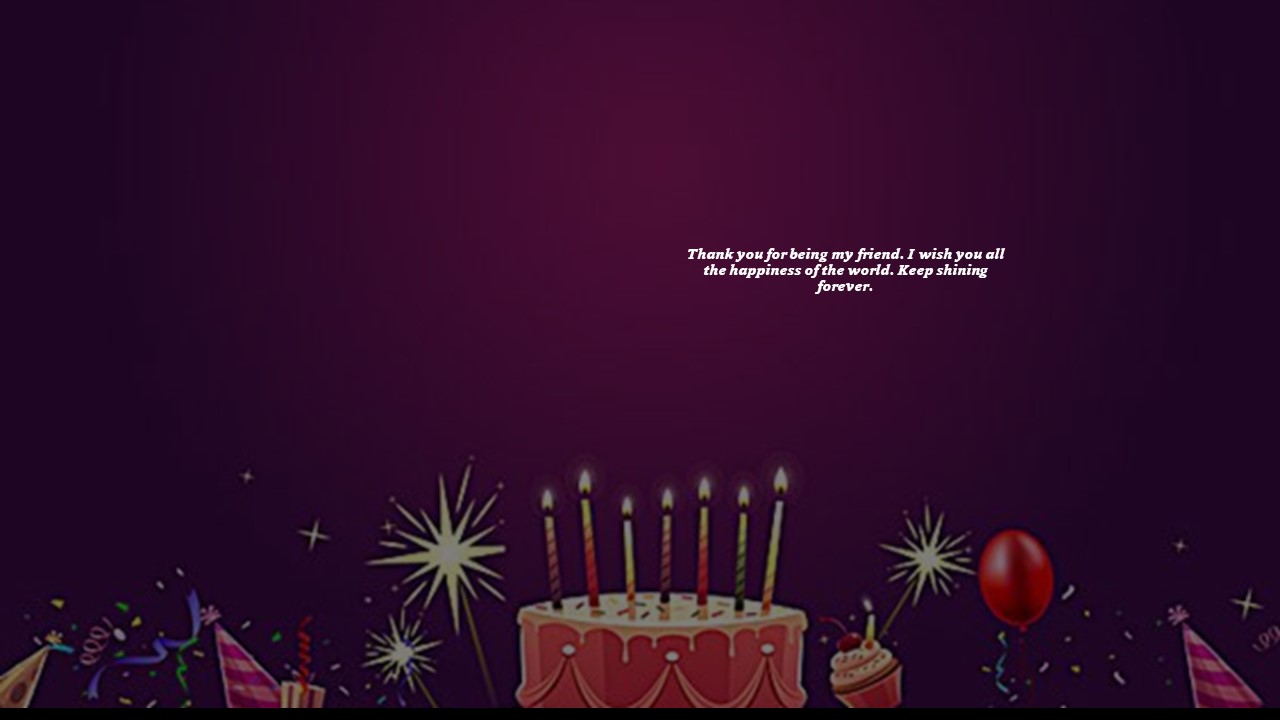 Thank you for being my friend. I wish you all
the happiness of the world. Keep shining
forever.